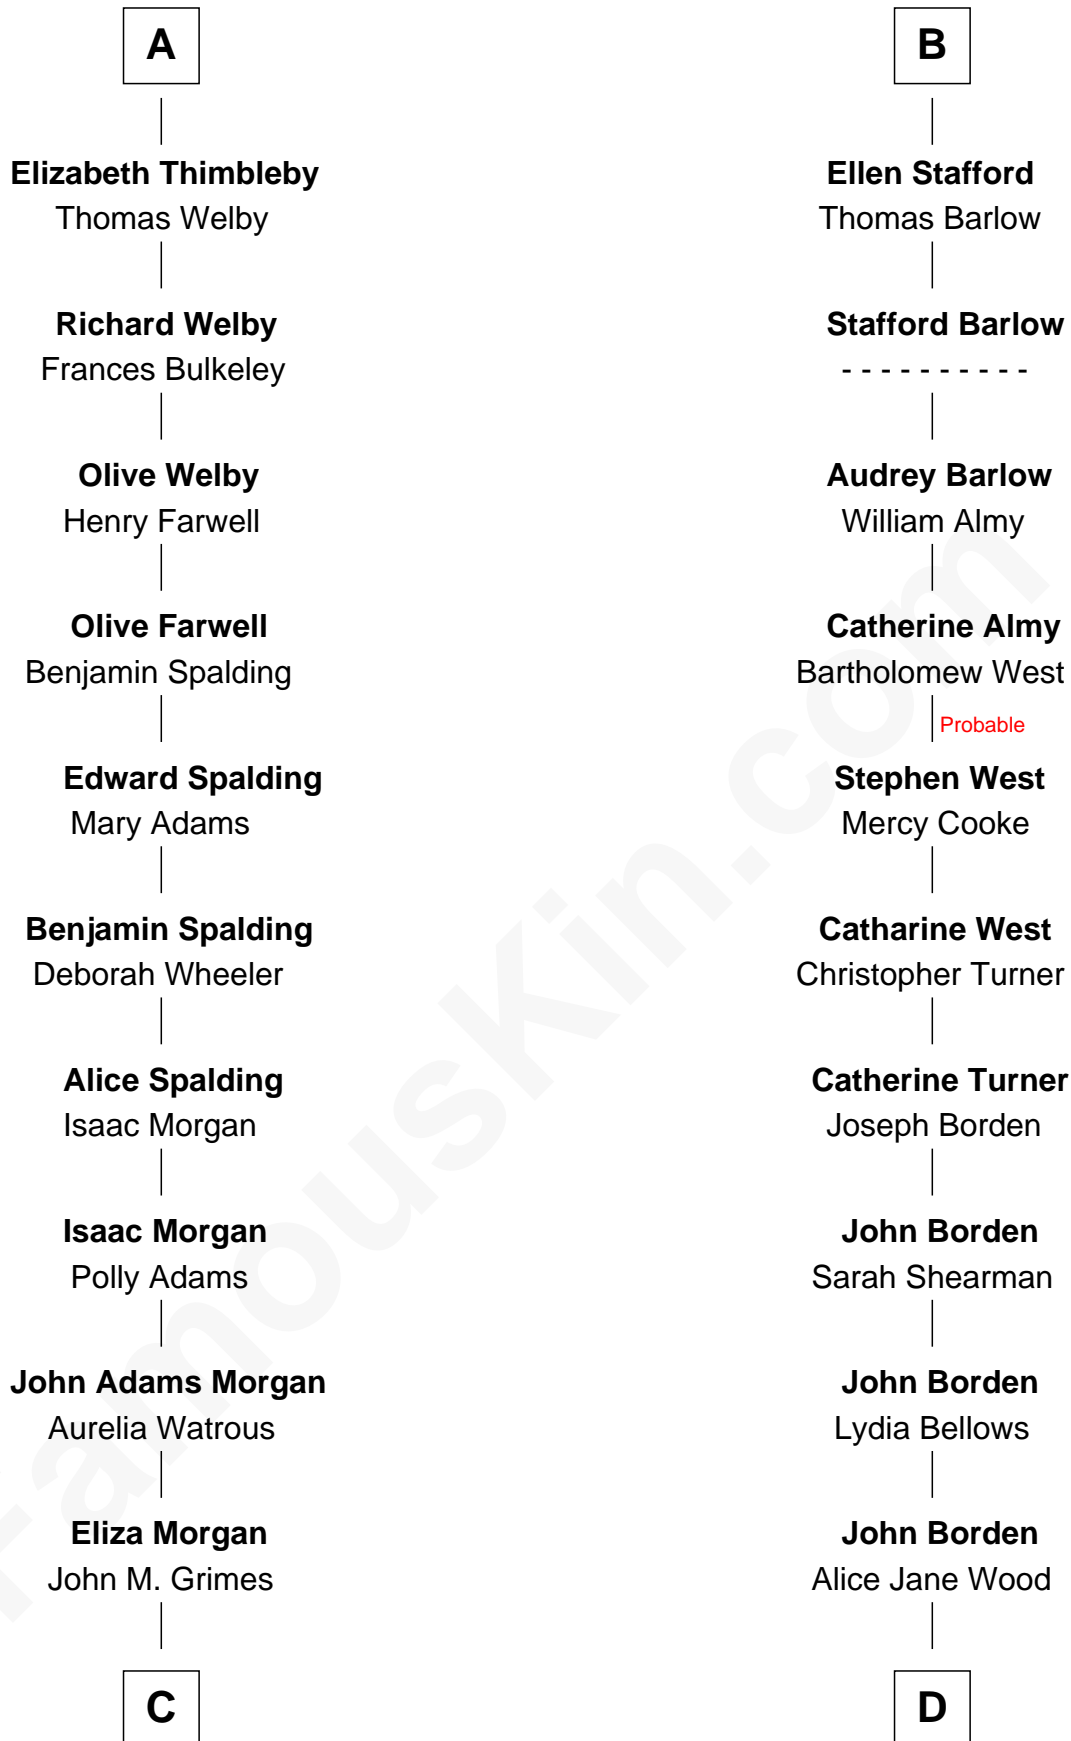 A
Elizabeth Thimbleby
Thomas Welby
Richard Welby
Frances Bulkeley
Olive Welby
Henry Farwell
Olive Farwell
Benjamin Spalding
Edward Spalding
Mary Adams
Benjamin Spalding
Deborah Wheeler
Alice Spalding
Isaac Morgan
Isaac Morgan
Polly Adams
John Adams Morgan
Aurelia Watrous
Eliza Morgan
John M. Grimes
C
B
Ellen Stafford
Thomas Barlow
Stafford Barlow
- - - - - - - - - -
Audrey Barlow
William Almy
Catherine Almy
Bartholomew West
Probable
Stephen West
Mercy Cooke
Catharine West
Christopher Turner
Catherine Turner
Joseph Borden
John Borden
Sarah Shearman
John Borden
Lydia Bellows
John Borden
Alice Jane Wood
D
FamousKin.com